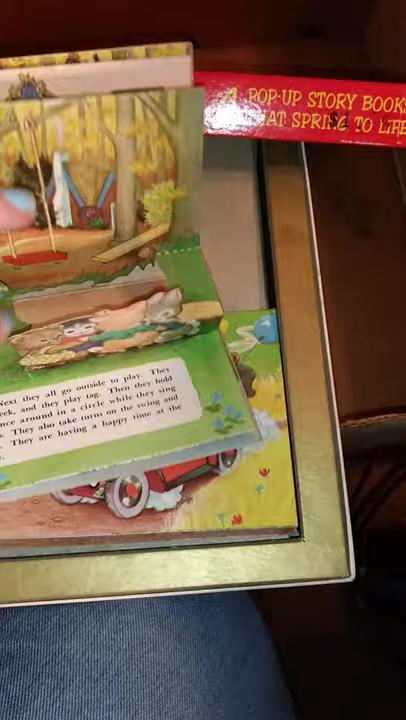 4 POP-UP STORY BOOKS
THAT SPRING TO LIFE
Next they all go outside to play. They
eek, and they play tag. Then they hold
nce around in a circle while they sing
s. They also take turns on the swing and
y. They are having a happy time at the
y.